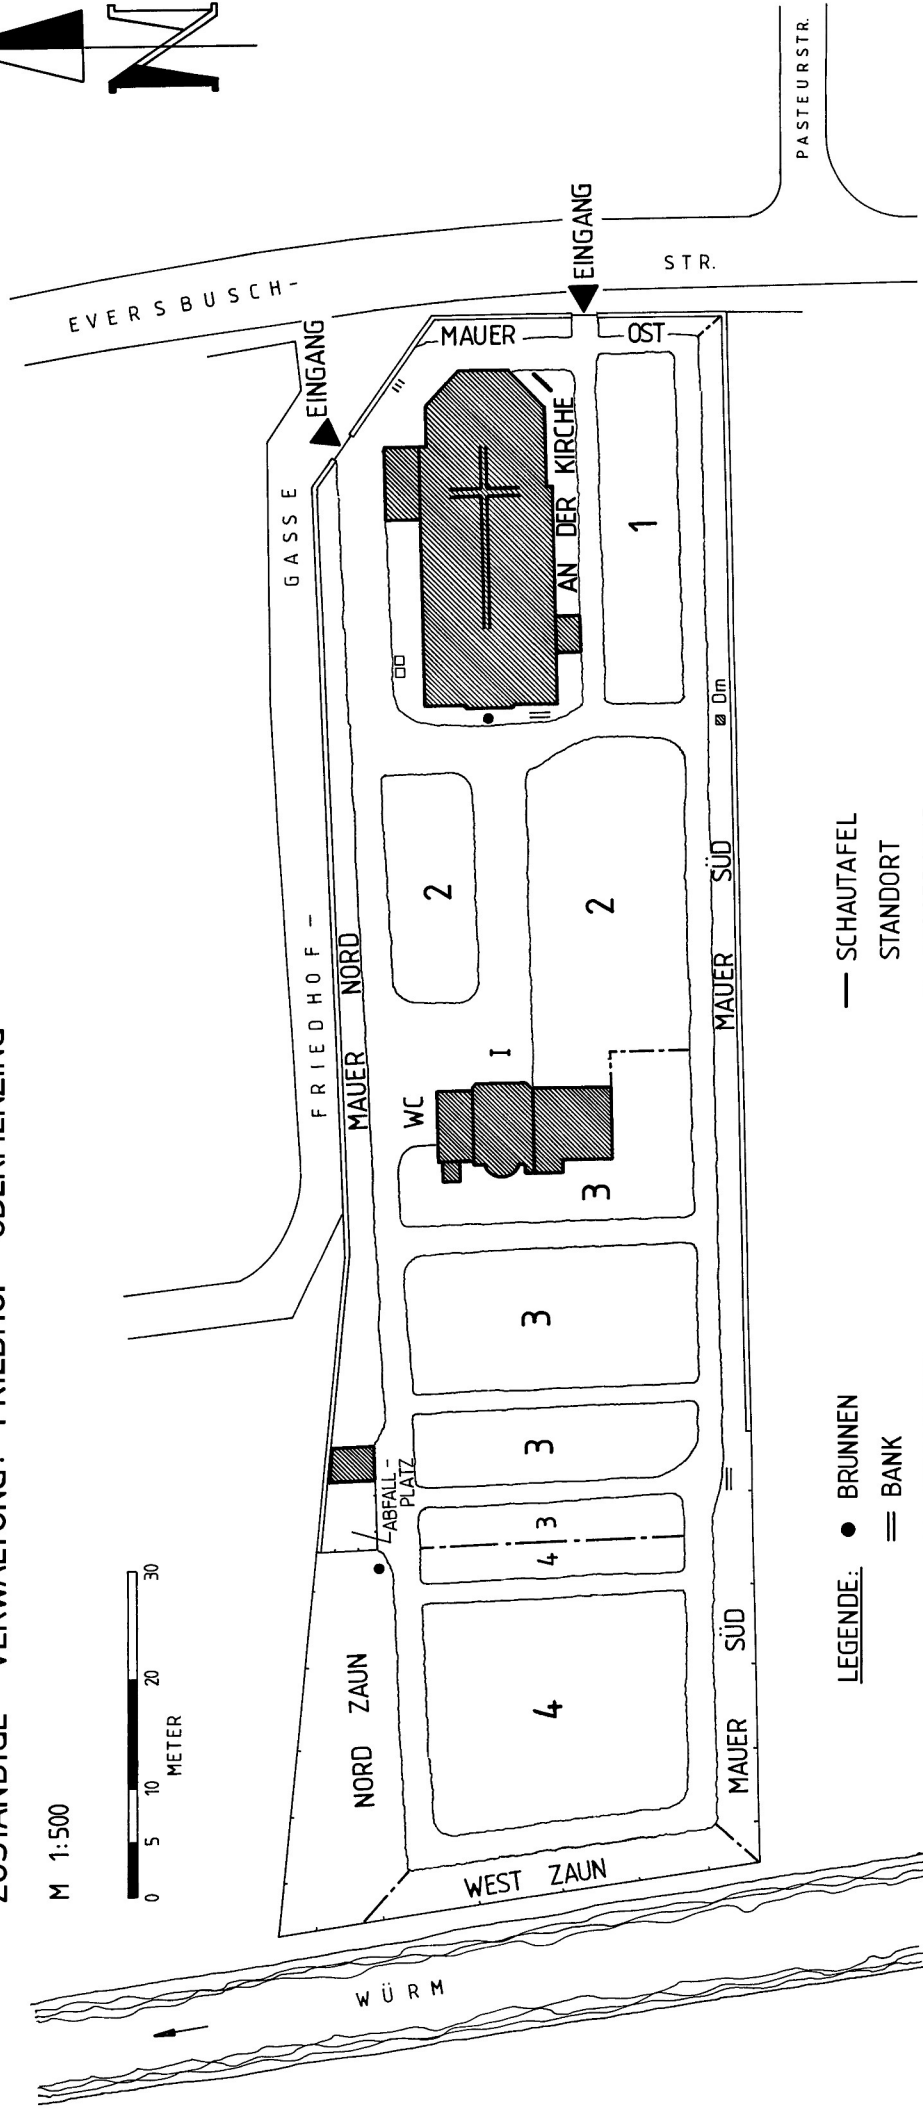 ZUSTÄNDIGE VERWALTUNG: FRIEDHOF OBERMENZING
M 1:500
0 5 10 20 30
METER
N
EVERSBUSCH-
STR.
PASTEURSTR.
FRIEDHOF-
GASSE
EINGANG
EINGANG
MAUER NORD
MAUER OST
AN DER KIRCHE
1
2
2
I
WC
3
3
3
3
4
4
ABFALL-
PLATZ
NORD ZAUN
WEST ZAUN
MAUER SÜD
MAUER SÜD
Dm
WÜRM
LEGENDE:
BRUNNEN
BANK
SCHAUTAFEL
STANDORT